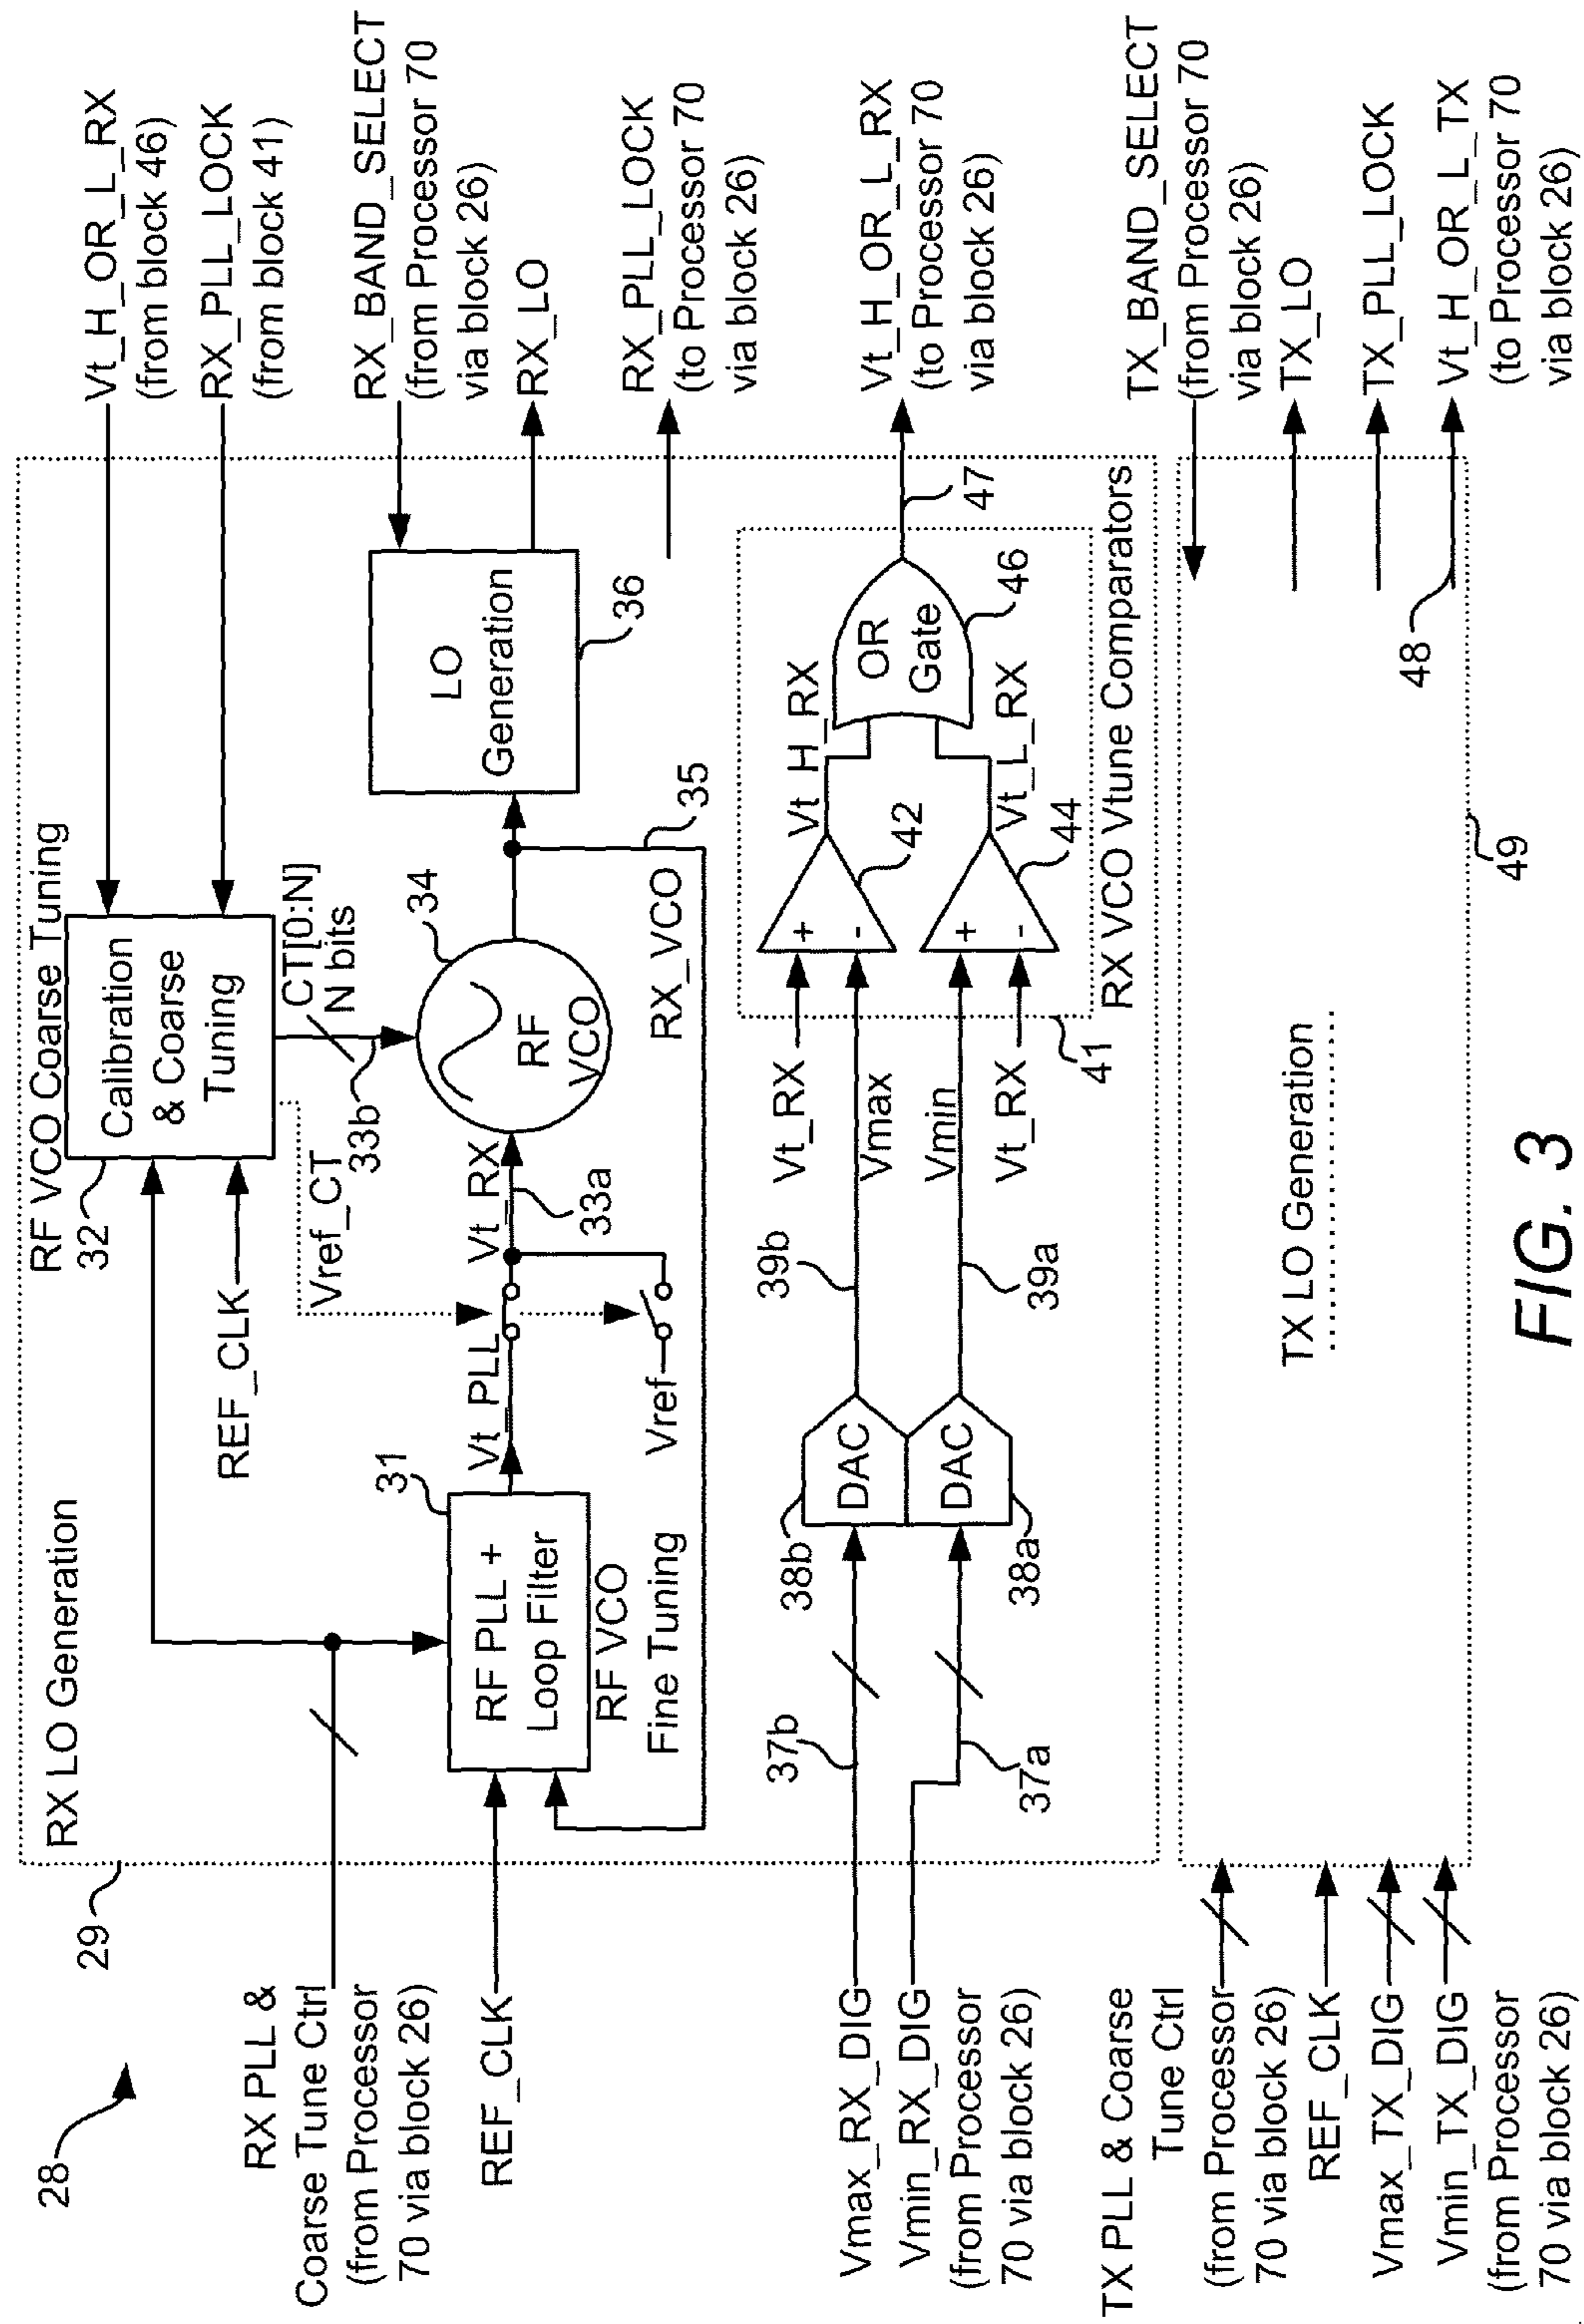 28
29
RX LO Generation
RX PLL &
Coarse Tune Ctrl
(from Processor
70 via block 26)
REF_CLK
REF_CLK
RF VCO Coarse Tuning
32
Calibration
& Coarse
Tuning
Vref_CT
33b
CT[0:N]
N bits
Vt_H_OR_L_RX
(from block 46)
RX_PLL_LOCK
(from block 41)
31
RF PLL +
Loop Filter
RF VCO
Fine Tuning
Vt_PLL
Vt_RX
33a
Vref
34
RF
VCO
RX_VCO
35
LO
Generation
36
RX_BAND_SELECT
(from Processor 70
via block 26)
RX_LO
RX_PLL_LOCK
(to Processor 70
via block 26)
Vmax_RX_DIG
Vmin_RX_DIG
(from Processor
70 via block 26)
37b
37a
38b
DAC
DAC
38a
39b
39a
Vt_RX
Vmax
Vmin
Vt_RX
41
+
-
+
-
42
44
Vt_H_RX
Vt_L_RX
OR
Gate
46
47
RX VCO Vtune Comparators
Vt_H_OR_L_RX
(to Processor 70
via block 26)
TX PLL & Coarse
Tune Ctrl
(from Processor
70 via block 26)
REF_CLK
Vmax_TX_DIG
Vmin_TX_DIG
(from Processor
70 via block 26)
TX LO Generation
48
49
TX_BAND_SELECT
(from Processor 70
via block 26)
TX_LO
TX_PLL_LOCK
Vt_H_OR_L_TX
(to Processor 70
via block 26)
FIG. 3